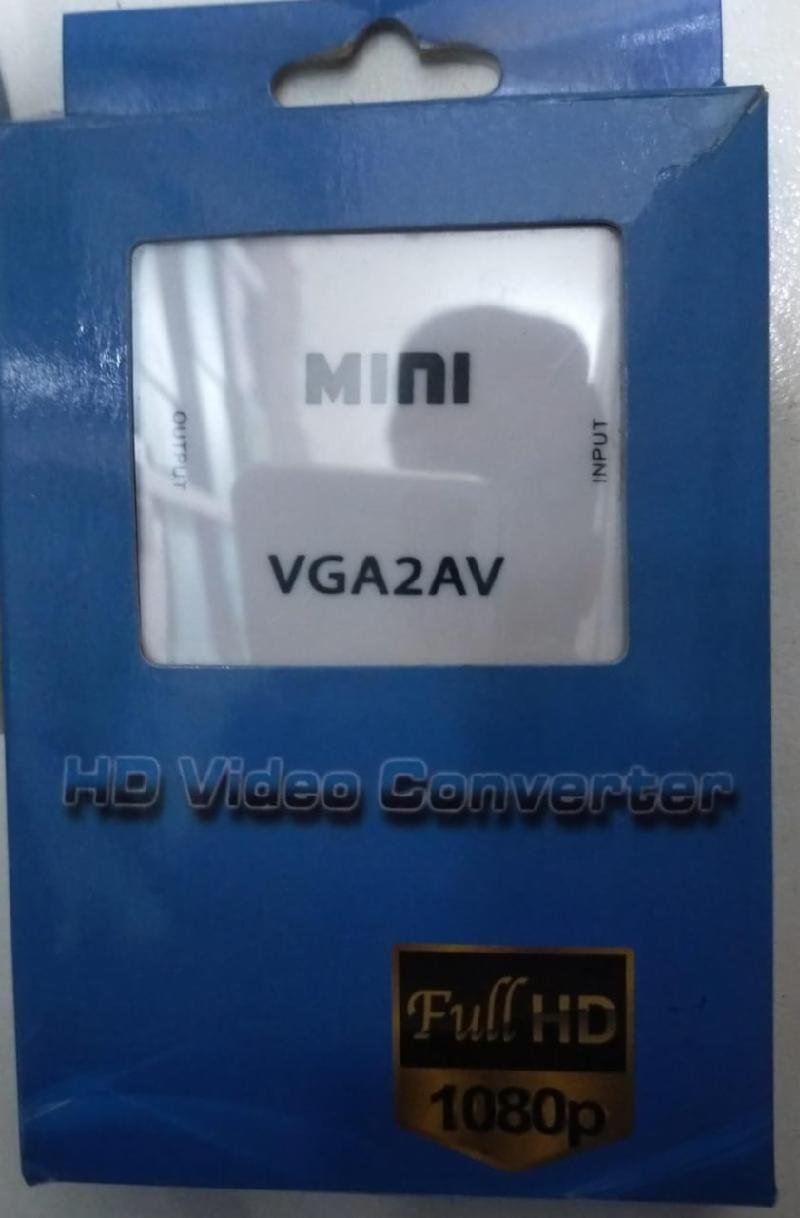 MINI
OUTPUT
INPUT
VGA2AV
HD Video Converter
Full HD
1080p